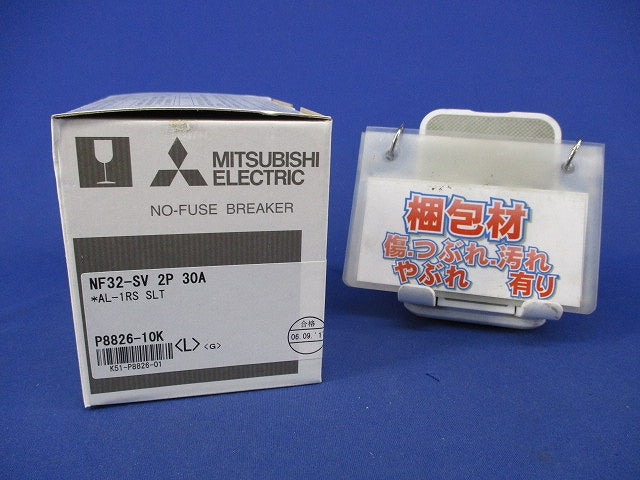 MITSUBISHI
ELECTRIC
NO-FUSE BREAKER
NF32-SV 2P 30A
*AL-1RS SLT
P8826-10K
<L> <G>
K51-P8826-01
合格
梱包材
傷.つぶれ.汚れ
やぶれ 有り